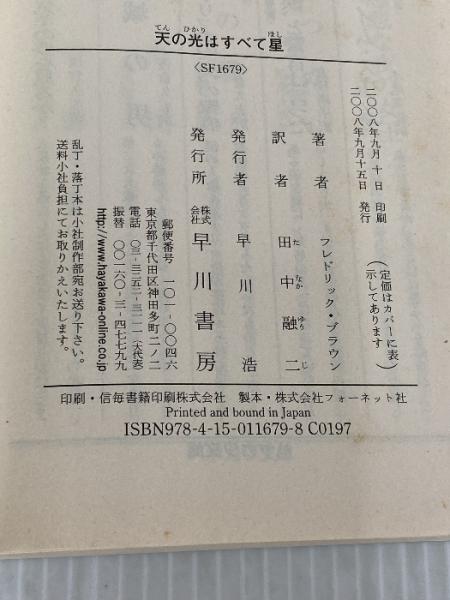 天の光はすべて星
〈SF1679〉
二〇〇八年九月 十日 印刷
二〇〇八年九月十五日 発行
(定価はカバーに表示してあります)
著者 フレドリック・ブラウン
訳者 田中融二
発行者 早川浩
発行所 株式会社 早川書房
郵便番号 一〇一-〇〇四六
東京都千代田区神田多町二ノ二
電話 〇三-三二五二-三一一一(大代表)
振替 〇〇一六〇-三-四七七九九
http://www.hayakawa-online.co.jp
乱丁・落丁本は小社制作部宛お送り下さい。
送料小社負担にてお取りかえいたします。
印刷・信毎書籍印刷株式会社 製本・株式会社フォーネット社
Printed and bound in Japan
ISBN978-4-15-011679-8 C0197